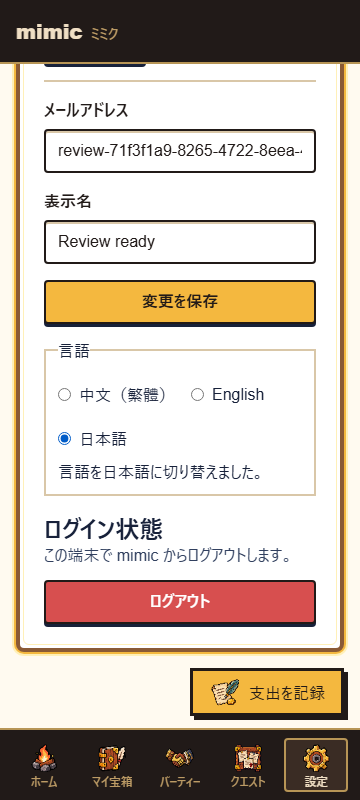 mimic ミミク
メールアドレス
review-71f3f1a9-8265-4722-8eea-
表示名
Review ready
変更を保存
言語
中文（繁體） English
日本語
言語を日本語に切り替えました。
ログイン状態
この端末で mimic からログアウトします。
ログアウト
支出を記録
ホーム マイ宝箱 パーティー クエスト 設定